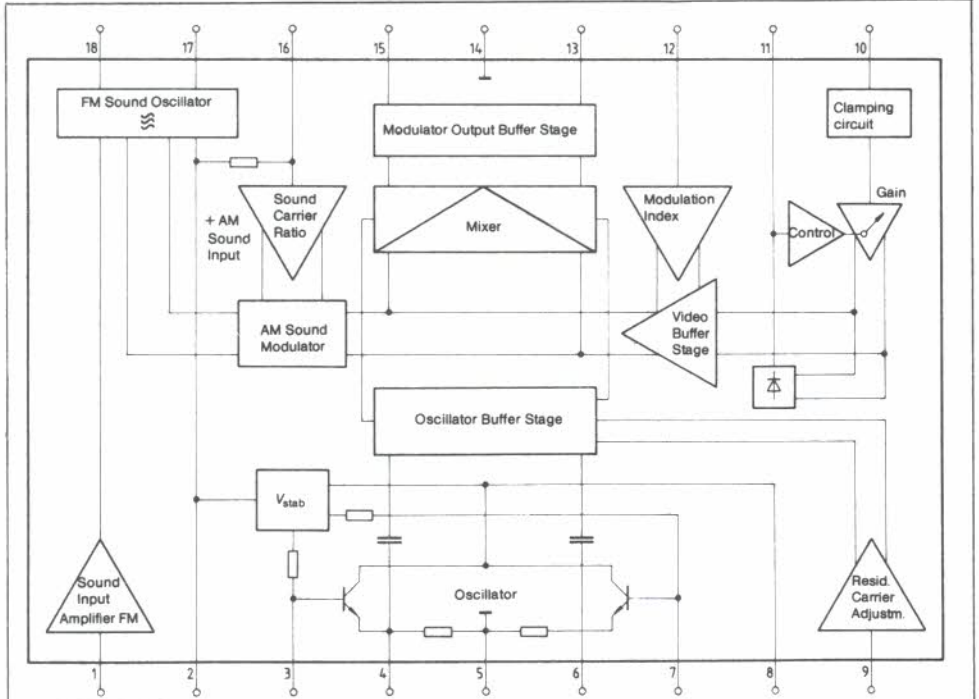 18 17 16 15 14 13 12 11 10
FM Sound Oscillator
Modulator Output Buffer Stage
Clamping
circuit
Gain
Sound
Carrier
Ratio
+ AM
Sound
Input
Mixer
Modulation
Index
Control
AM Sound
Modulator
Video
Buffer
Stage
Oscillator Buffer Stage
Vstab
Oscillator
Sound
Input
Amplifier FM
Resid.
Carrier
Adjustm.
1 2 3 4 5 6 7 8 9